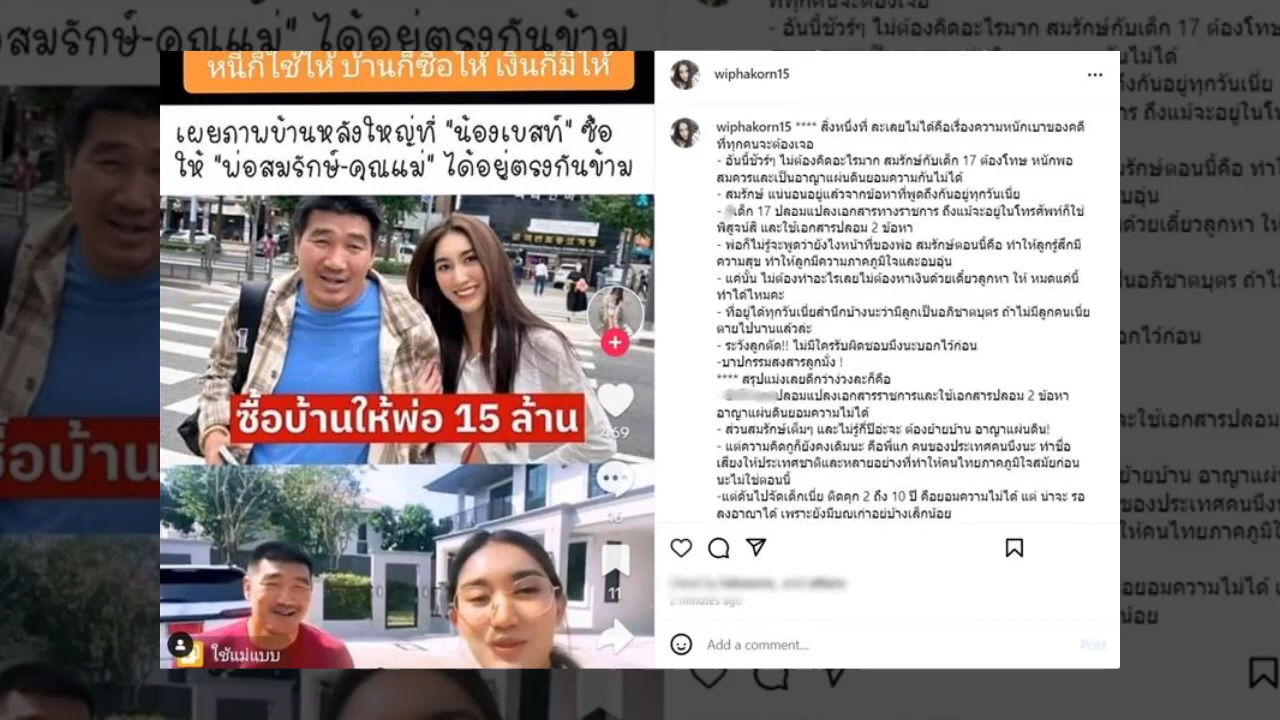 หนี้ก็ใช้ให้ บ้านก็ซื้อให้ เงินก็มีให้
เผยภาพบ้านหลังใหญ่ที่ "น้องเบสท์" ซื้อ
ให้ "พ่อสมรักษ์-คุณแม่" ได้อยู่ตรงกันข้าม
ซื้อบ้านให้พ่อ 15 ล้าน
469
16
11
ใช้แม่แบบ
wiphakorn15
wiphakorn15 **** สิ่งหนึ่งที่ ละเลยไม่ได้คือเรื่องความหนักเบาของคดี
ที่ทุกคนจะต้องเจอ
- อันนี้ชัวร์ๆ ไม่ต้องคิดอะไรมาก สมรักษ์กับเด็ก 17 ต้องโทษ หนักพอ
สมควรและเป็นอาญาแผ่นดินยอมความกันไม่ได้
- สมรักษ์ แน่นอนอยู่แล้วจากข้อหาที่พูดถึงกันอยู่ทุกวันเนี่ย
- เด็ก 17 ปลอมแปลงเอกสารทางราชการ ถึงแม้จะอยู่ในโทรศัพท์ก็ใช้
พิสูจน์สิ และใช้เอกสารปลอม 2 ข้อหา
- พ่อก็ไม่รู้จะพูดว่ายังไงหน้าที่ของพ่อ สมรักษ์ตอนนี้คือ ทำให้ลูกรู้สึกมี
ความสุข ทำให้ลูกมีความภาคภูมิใจและอบอุ่น
- แค่นั้น ไม่ต้องทำอะไรเลยไม่ต้องหาเงินด้วยเดี๋ยวลูกหา ให้ หมดแค่นี้
ทำได้ไหมคะ
- ที่อยู่ได้ทุกวันเนี่ยสำนึกบ้างนะว่ามีลูกเป็นอภิชาตบุตร ถ้าไม่มีลูกคนเนี่ย
ตายไปนานแล้วล่ะ
- ระวังลูกตัด!! ไม่มีใครรับผิดชอบมึงนะบอกไว้ก่อน
-บาปกรรมสงสารลูกมั่ง !
**** สรุปแม่งเลยดีกว่าง่วงละก็คือ
ปลอมแปลงเอกสารราชการและใช้เอกสารปลอม 2 ข้อหา
อาญาแผ่นดินยอมความไม่ได้
- ส่วนสมรักษ์เต็มๆ และไม่รู้กี่ปีอ่ะจะ ต้องย้ายบ้าน อาญาแผ่นดิน!
- แต่ความคิดกูก็ยังคงเดิมนะ คือพี่แก คนของประเทศคนนึงนะ ทำชื่อ
เสียงให้ประเทศชาติและหลายอย่างที่ทำให้คนไทยภาคภูมิใจสมัยก่อน
นะไม่ใช่ตอนนี้
-แต่ดันไปจัดเด็กเนี่ย ติดคุก 2 ถึง 10 ปี คือยอมความไม่ได้ แต่ น่าจะ รอ
ลงอาญาได้ เพราะยังมีบุญเก่าอยู่บ้างเล็กน้อย
2 minutes ago
Add a comment...
Post